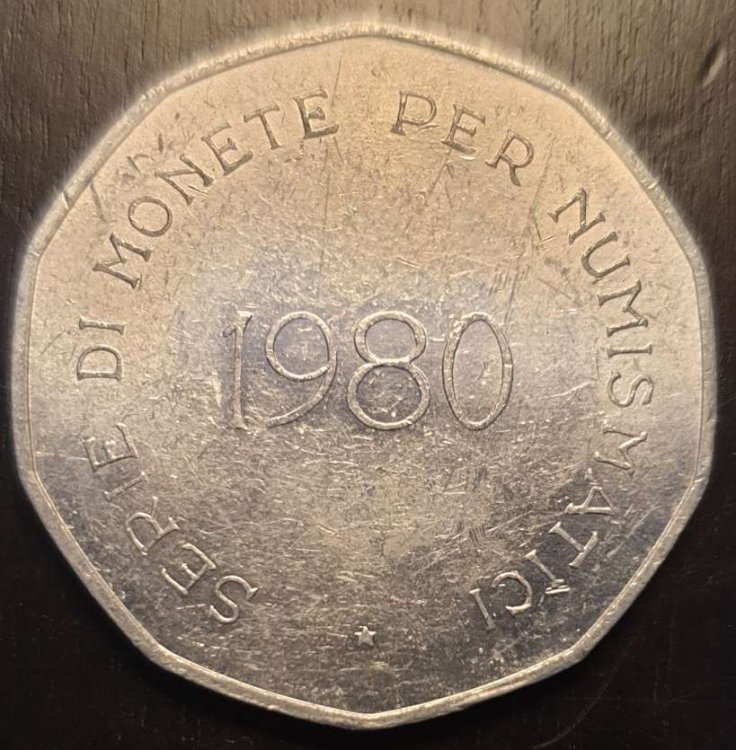 SERIE DI MONETE PER NUMISMATICI
1980